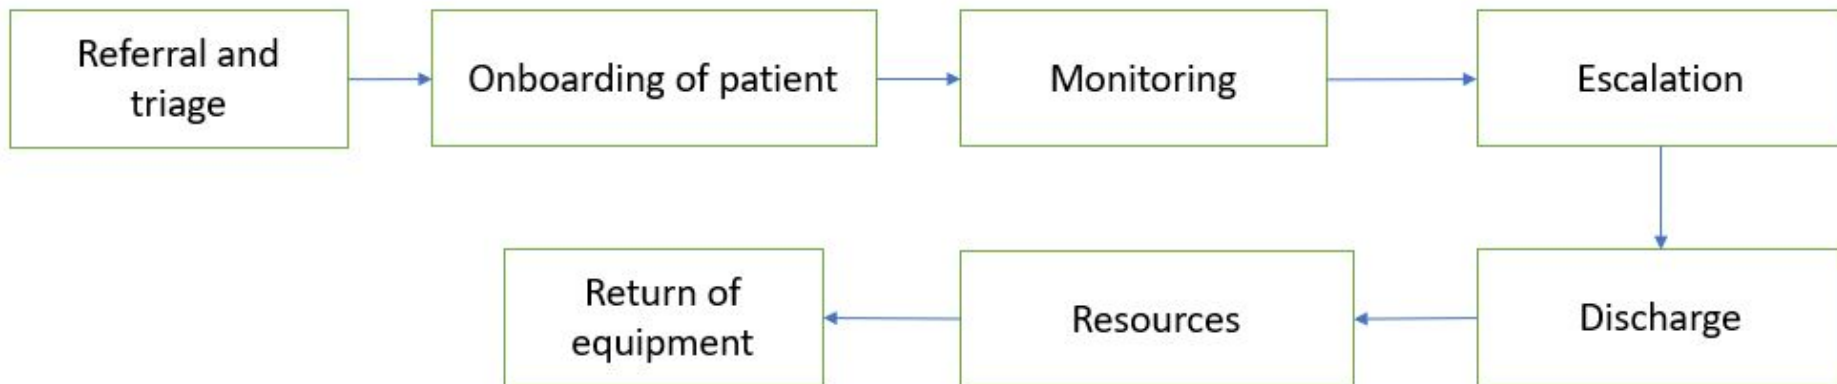 Referral and
triage
Onboarding of patient
Monitoring
Escalation
Discharge
Resources
Return of
equipment